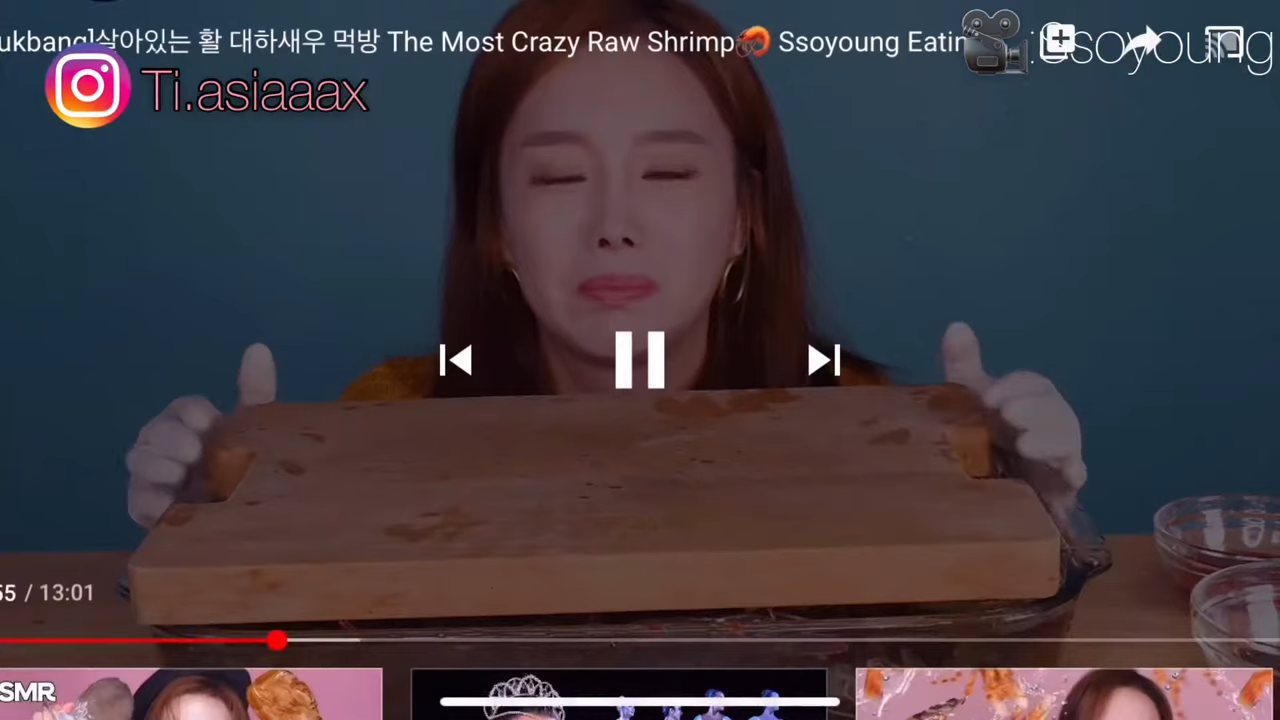 ukbang]살아있는 활 대하새우 먹방 The Most Crazy Raw Shrimp🦐 Ssoyoung Eatin
:Ssoyoung
Ti.asiaaax
55 / 13:01
SMR